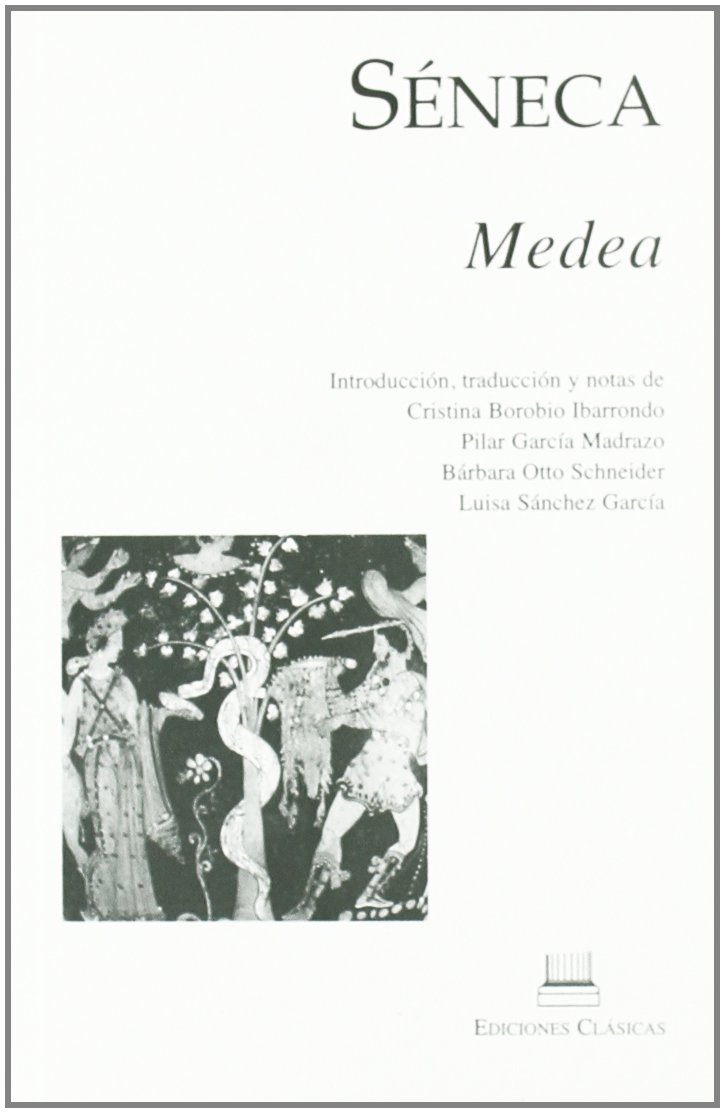 SÉNECA
Medea
Introducción, traducción y notas de
Cristina Borobio Ibarrondo
Pilar García Madrazo
Bárbara Otto Schneider
Luisa Sánchez García
EDICIONES CLÁSICAS